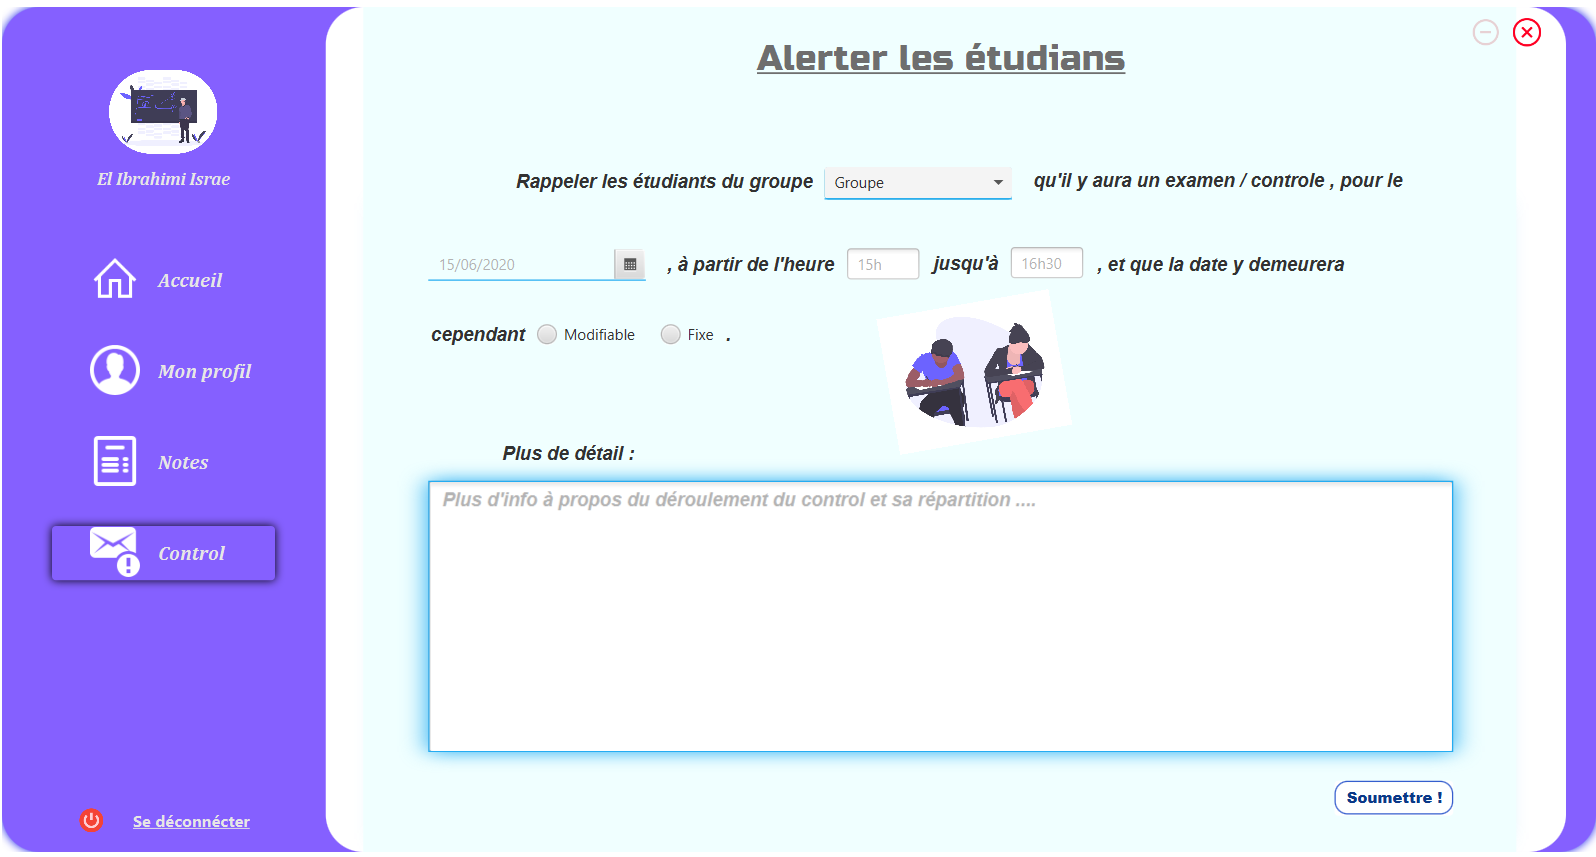 Alerter les étudians
El Ibrahimi Israe
Accueil
Mon profil
Notes
Control
Se déconnécter
Rappeler les étudiants du groupe Groupe qu'il y aura un examen / controle , pour le
15/06/2020 , à partir de l'heure 15h jusqu'à 16h30 , et que la date y demeurera
cependant Modifiable Fixe .
Plus de détail :
Plus d'info à propos du déroulement du control et sa répartition ....
Soumettre !